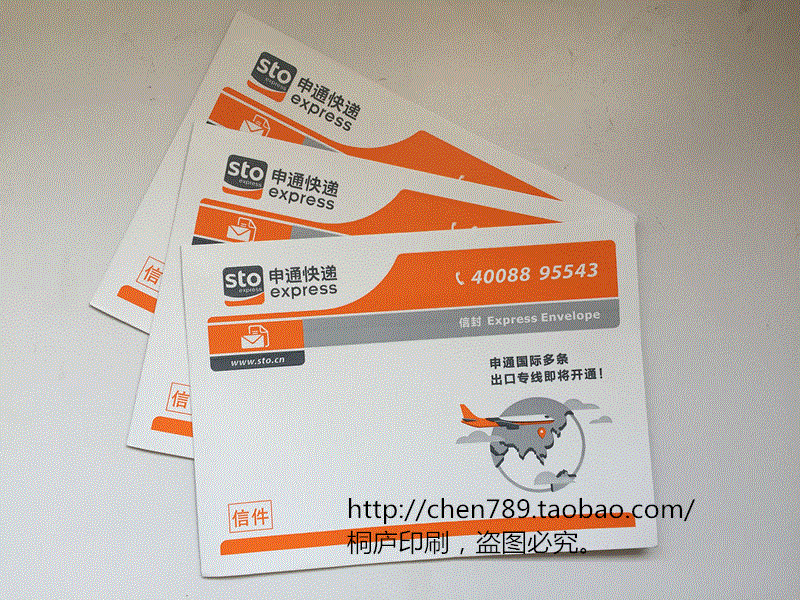 sto
express
申通快递
express
sto
express
申通快递
express
sto
express
申通快递
express
40088 95543
信封 Express Envelope
www.sto.cn
申通国际多条
出口专线即将开通！
信
信
信件
http://chen789.taobao.com/
桐庐印刷，盗图必究。